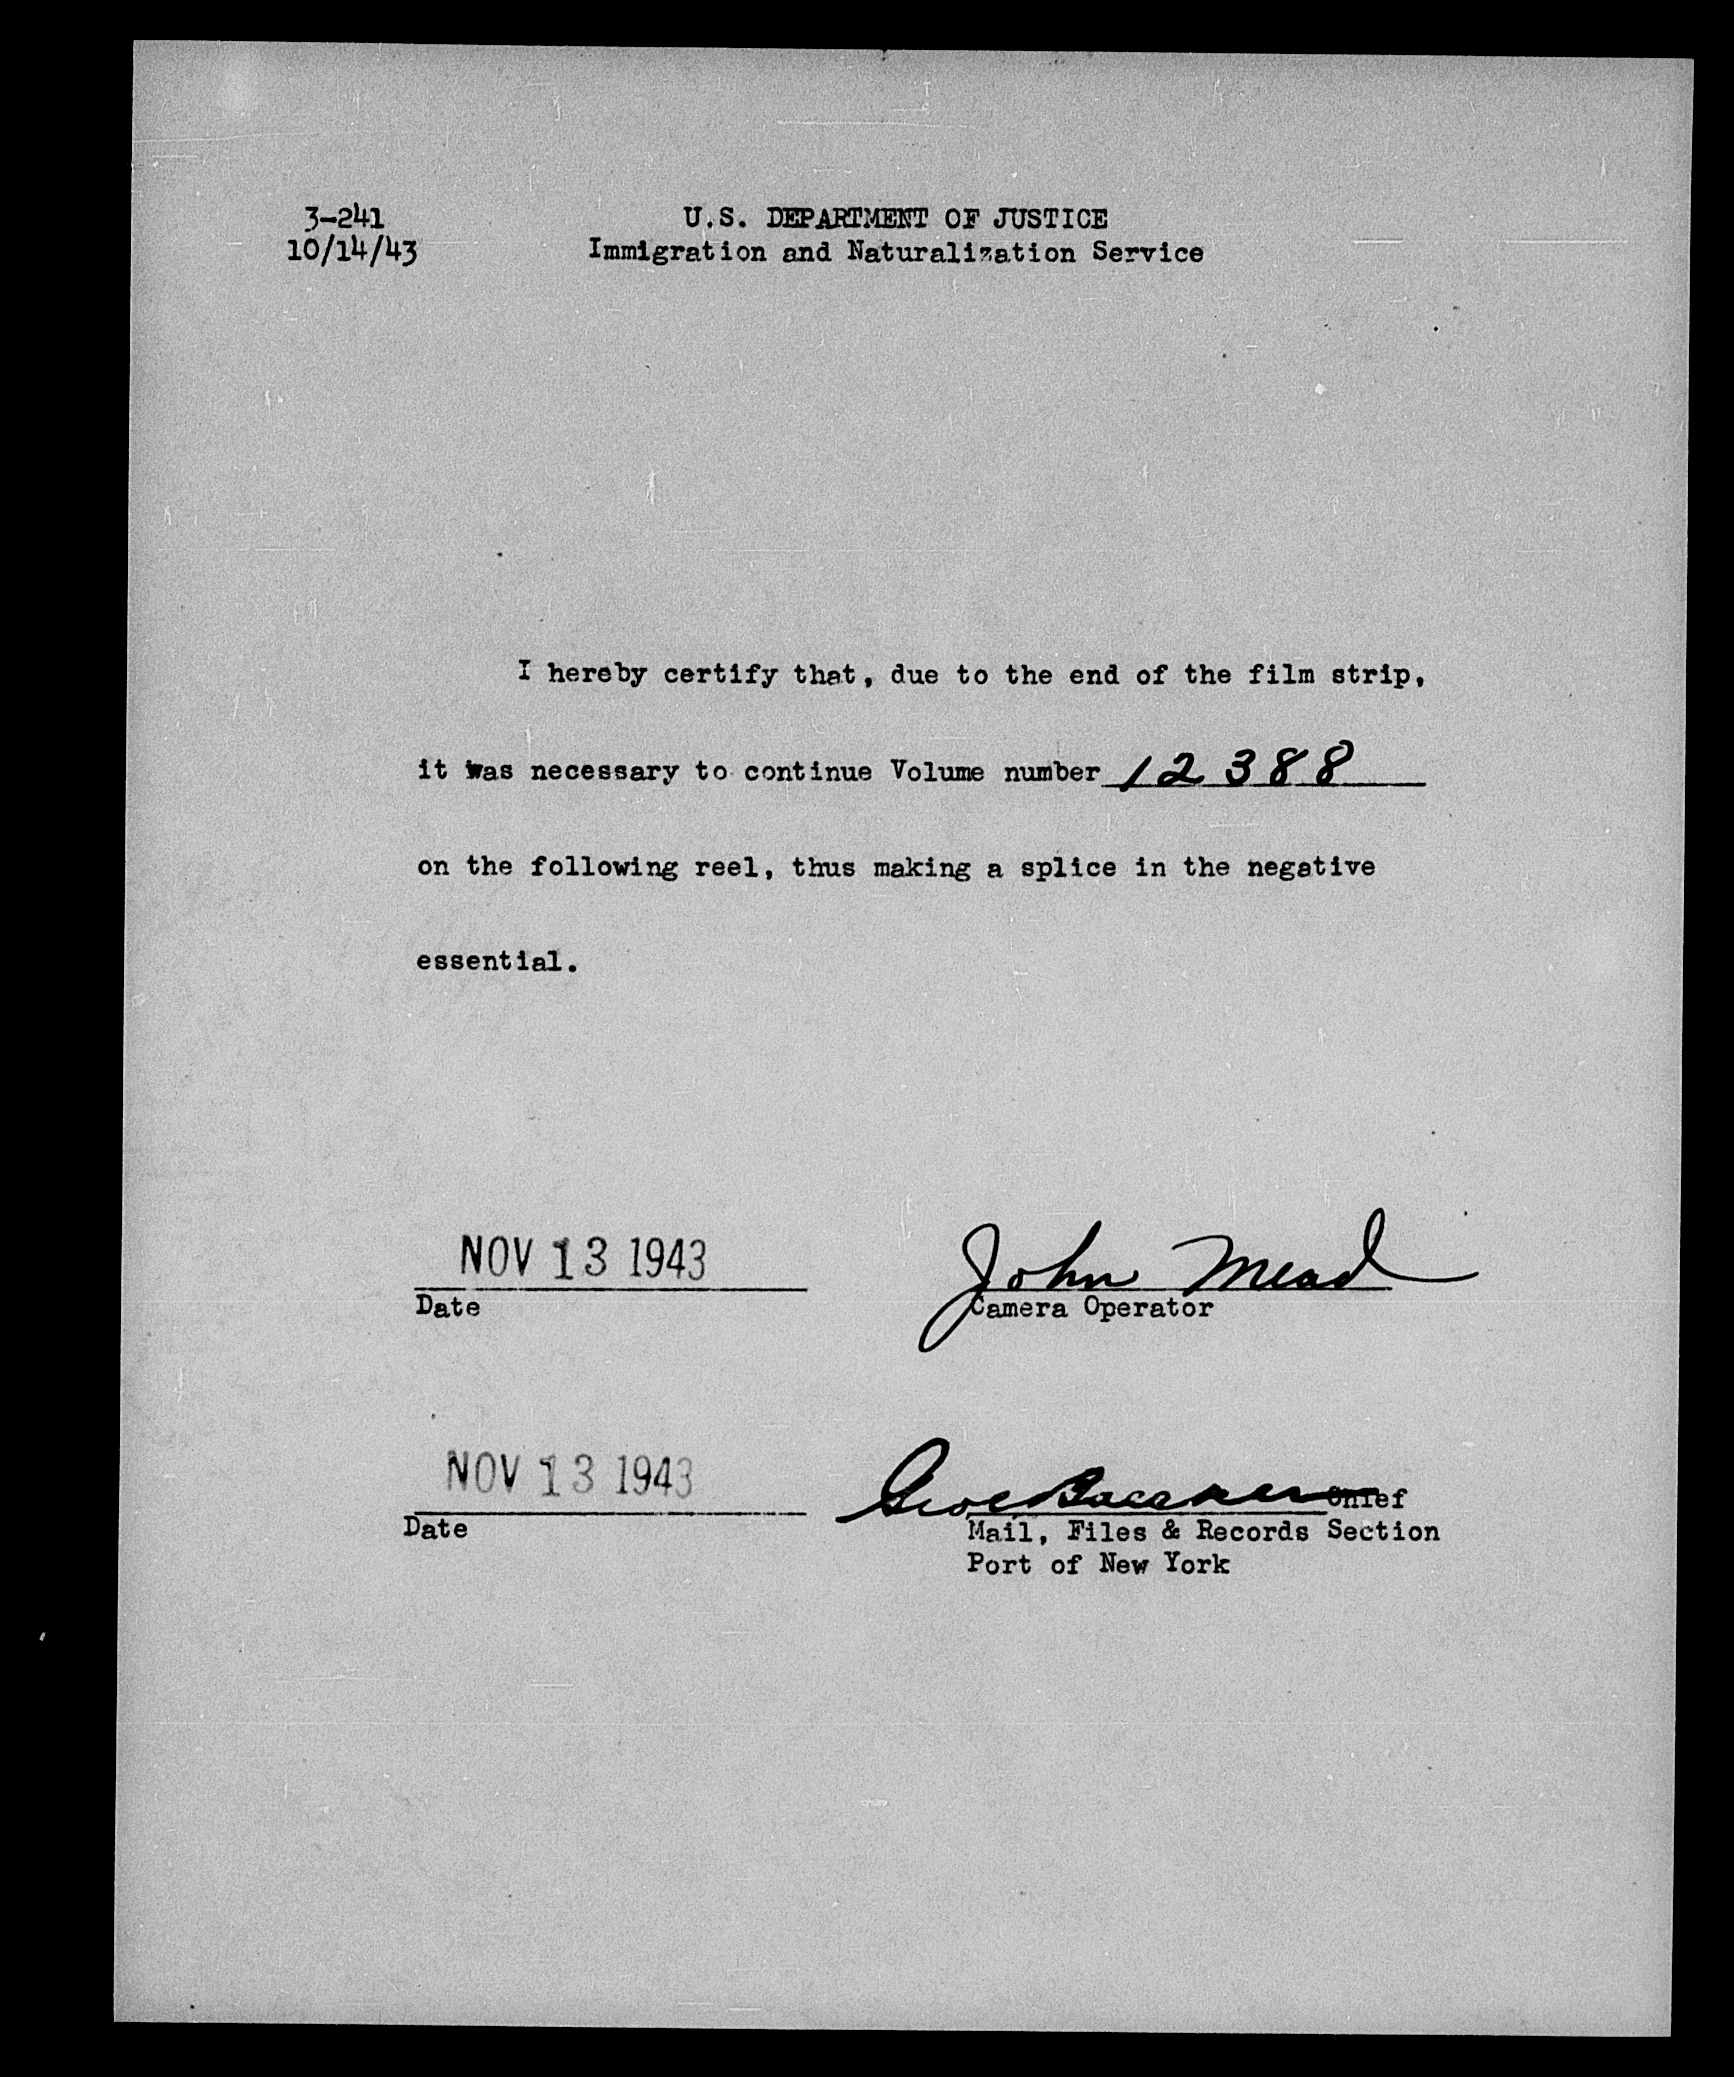 3-241
10/14/43
U.S. DEPARTMENT OF JUSTICE
Immigration and Naturalization Service
I hereby certify that, due to the end of the film strip,
it was necessary to continue Volume number 12388
on the following reel, thus making a splice in the negative
essential.
NOV 13 1943
Date
John Mead
Camera Operator
NOV 13 1943
Date
Chief
Mail, Files & Records Section
Port of New York